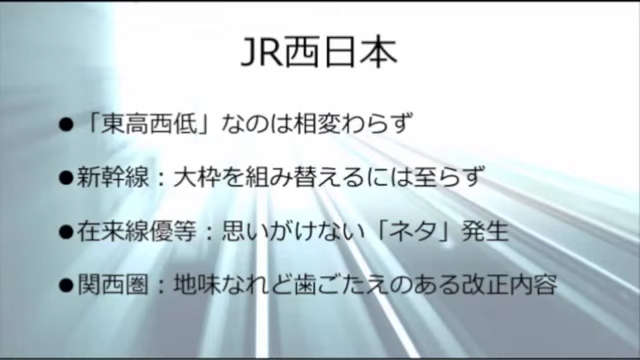 JR西日本
●「東高西低」なのは相変わらず
●新幹線：大枠を組み替えるには至らず
●在来線優等：思いがけない「ネタ」発生
●関西圏：地味なれど歯ごたえのある改正内容